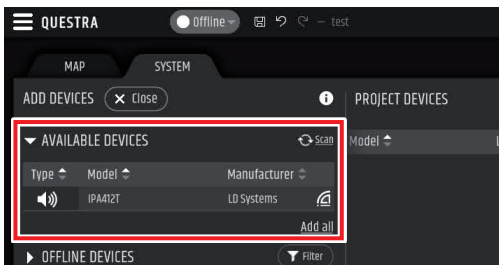 QUESTRA Offline — test
MAP SYSTEM
ADD DEVICES × Close i PROJECT DEVICES
AVAILABLE DEVICES Scan Model
Type Model Manufacturer
IPA412T LD Systems
Add all
OFFLINE DEVICES Filter